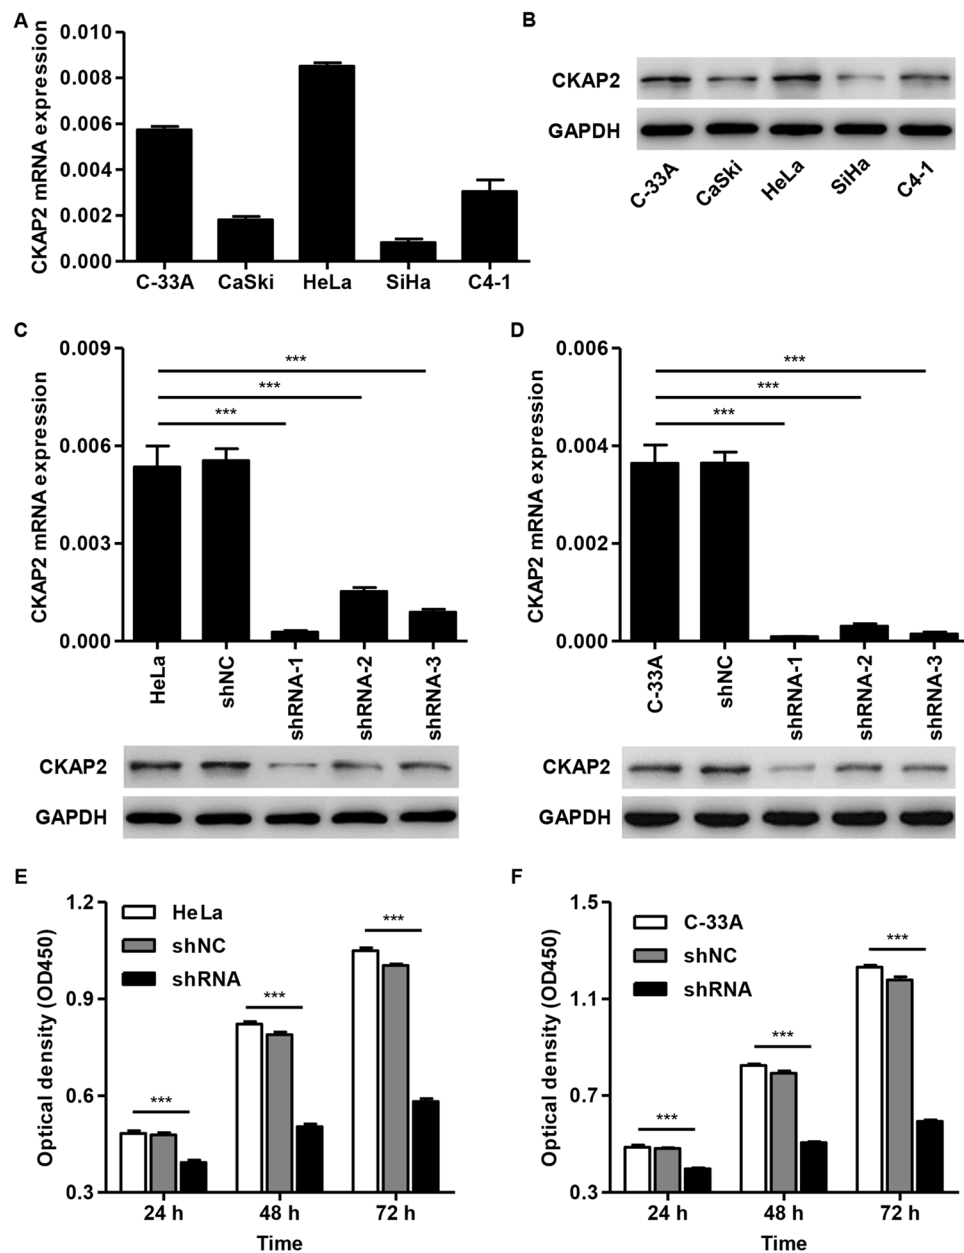 A
CKAP2 mRNA expression
0.010
0.008
0.006
0.004
0.002
0.000
C-33A CaSki HeLa SiHa C4-1
B
CKAP2
GAPDH
C-33A CaSki HeLa SiHa C4-1
C
CKAP2 mRNA expression
0.009
0.006
0.003
0.000
***
***
***
HeLa shNC shRNA-1 shRNA-2 shRNA-3
CKAP2
GAPDH
D
CKAP2 mRNA expression
0.006
0.004
0.002
0.000
***
***
***
C-33A shNC shRNA-1 shRNA-2 shRNA-3
CKAP2
GAPDH
E
Optical density (OD450)
1.2
0.9
0.6
0.3
HeLa
shNC
shRNA
***
***
***
24 h 48 h 72 h
Time
F
Optical density (OD450)
1.5
1.1
0.7
0.3
C-33A
shNC
shRNA
***
***
***
24 h 48 h 72 h
Time